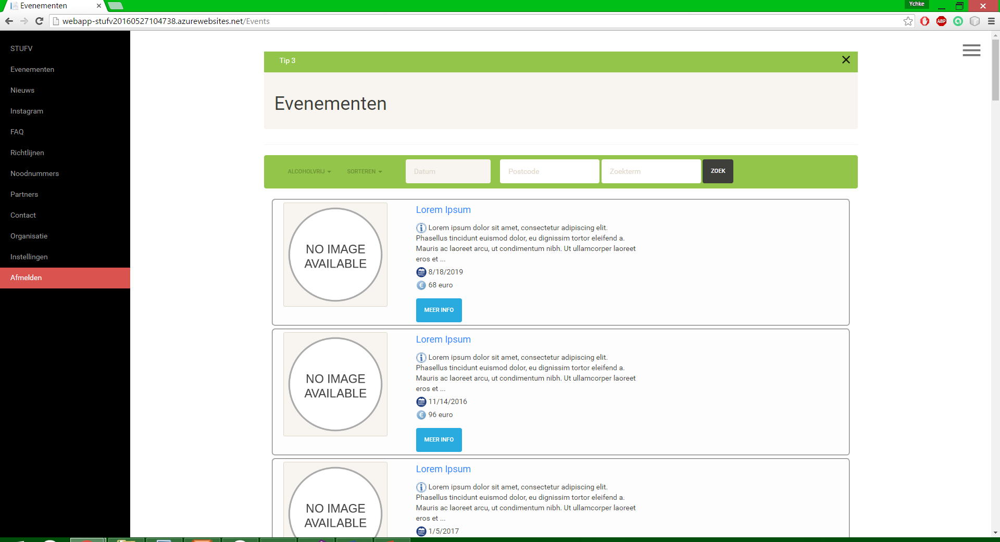 Evenementen
Ychke
webapp-stufv20160527104738.azurewebsites.net/Events
ABP
STUFV
Evenementen
Nieuws
Instagram
FAQ
Richtlijnen
Noodnummers
Partners
Contact
Organisatie
Instellingen
Afmelden
Tip 3
Evenementen
ALCOHOLVRIJ
SORTEREN
Datum
Postcode
Zoekterm
ZOEK
NO IMAGE
AVAILABLE
Lorem Ipsum
Lorem ipsum dolor sit amet, consectetur adipiscing elit.
Phasellus tincidunt euismod dolor, eu dignissim tortor eleifend a.
Mauris ac laoreet arcu, ut condimentum nibh. Ut ullamcorper laoreet
eros et ...
8/18/2019
68 euro
MEER INFO
NO IMAGE
AVAILABLE
Lorem Ipsum
Lorem ipsum dolor sit amet, consectetur adipiscing elit.
Phasellus tincidunt euismod dolor, eu dignissim tortor eleifend a.
Mauris ac laoreet arcu, ut condimentum nibh. Ut ullamcorper laoreet
eros et ...
11/14/2016
96 euro
MEER INFO
NO IMAGE
AVAILABLE
Lorem Ipsum
Lorem ipsum dolor sit amet, consectetur adipiscing elit.
Phasellus tincidunt euismod dolor, eu dignissim tortor eleifend a.
Mauris ac laoreet arcu, ut condimentum nibh. Ut ullamcorper laoreet
eros et ...
1/5/2017